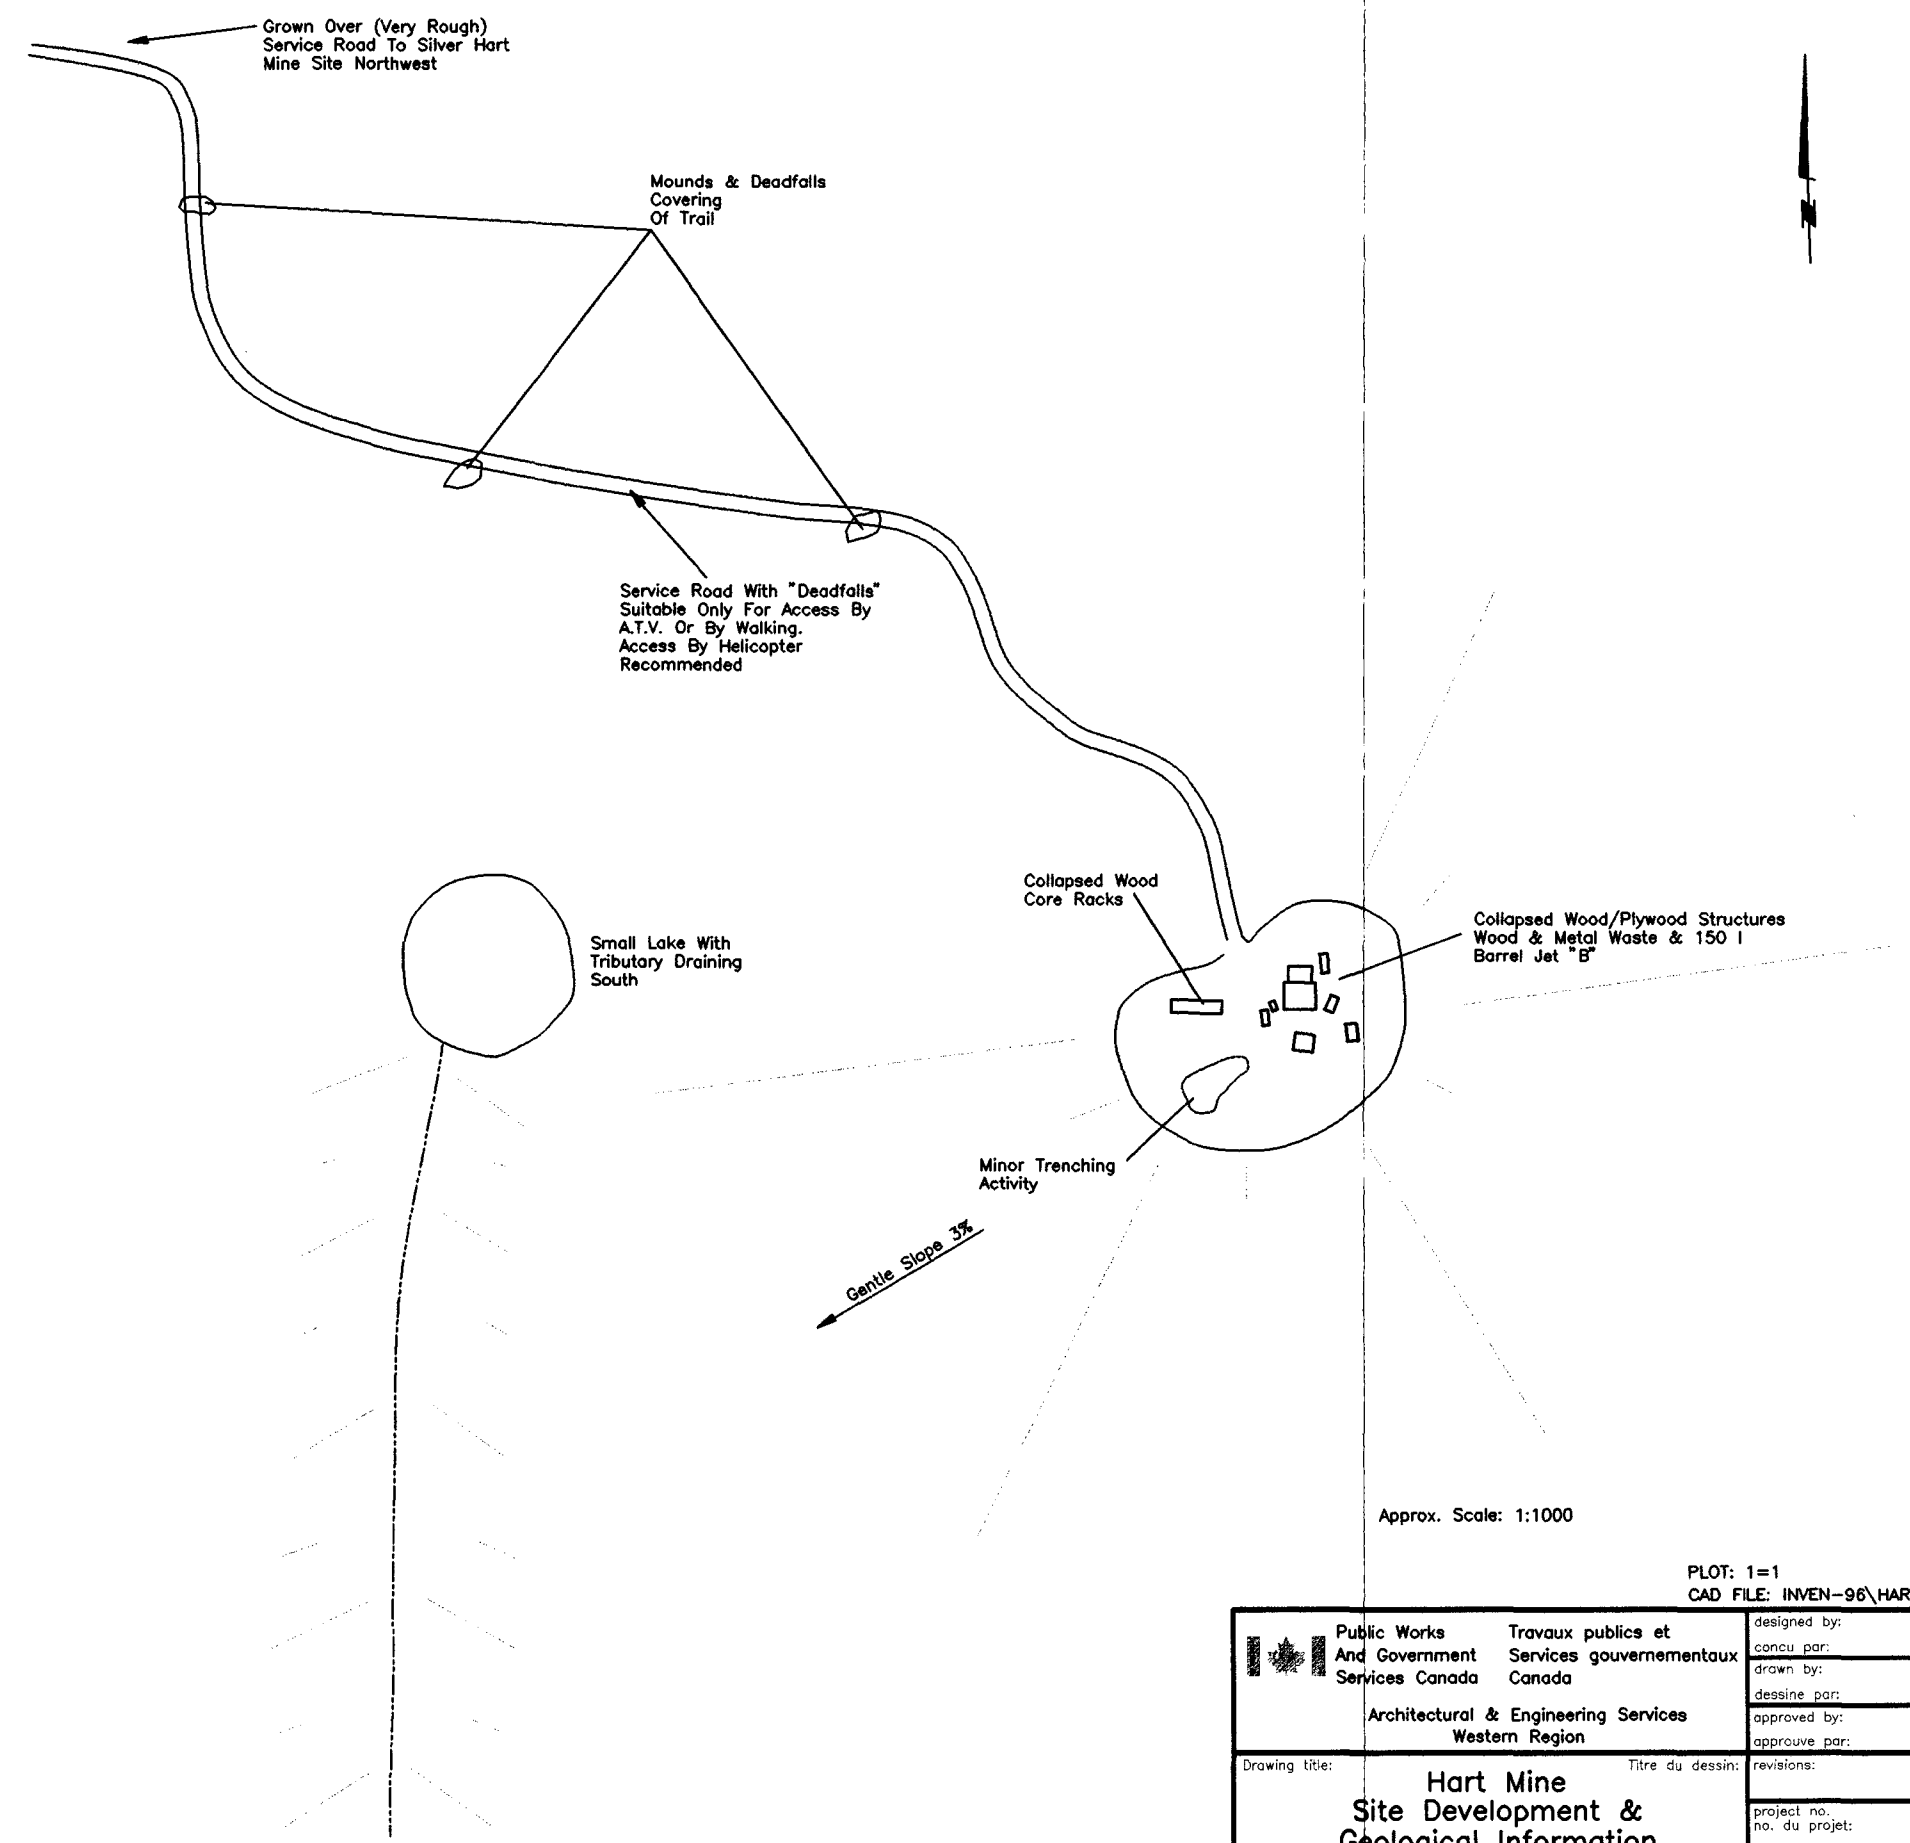 Grown Over (Very Rough)
Service Road To Silver Hart
Mine Site Northwest
Mounds & Deadfalls
Covering
Of Trail
N
Service Road With "Deadfalls"
Suitable Only For Access By
A.T.V. Or By Walking.
Access By Helicopter
Recommended
Collapsed Wood
Core Racks
Collapsed Wood/Plywood Structures
Wood & Metal Waste & 150 l
Barrel Jet "B"
Small Lake With
Tributary Draining
South
Minor Trenching
Activity
Gentle Slope 3%
Approx. Scale: 1:1000
PLOT: 1=1
CAD FILE: INVEN-96\HAR
Public Works
And Government
Services Canada
Travaux publics et
Services gouvernementaux
Canada
Architectural & Engineering Services
Western Region
designed by:
concu par:
drawn by:
dessine par:
approved by:
approuve par:
Drawing title:
Titre du dessin:
revisions:
Hart Mine
Site Development &
Geological Information
project no.
no. du projet: